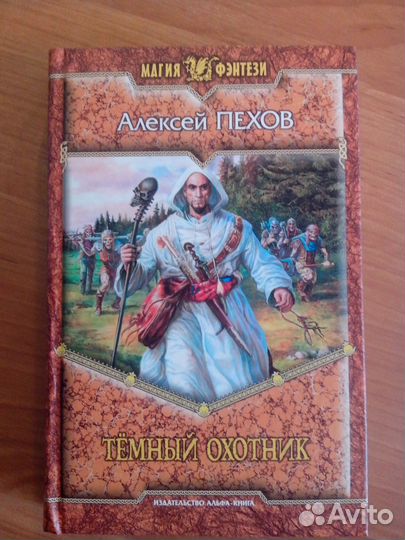 МАГИЯ ФЭНТЕЗИ
Алексей ПЕХОВ
ТЁМНЫЙ ОХОТНИК
ИЗДАТЕЛЬСТВО АЛЬФА-КНИГА
Avito